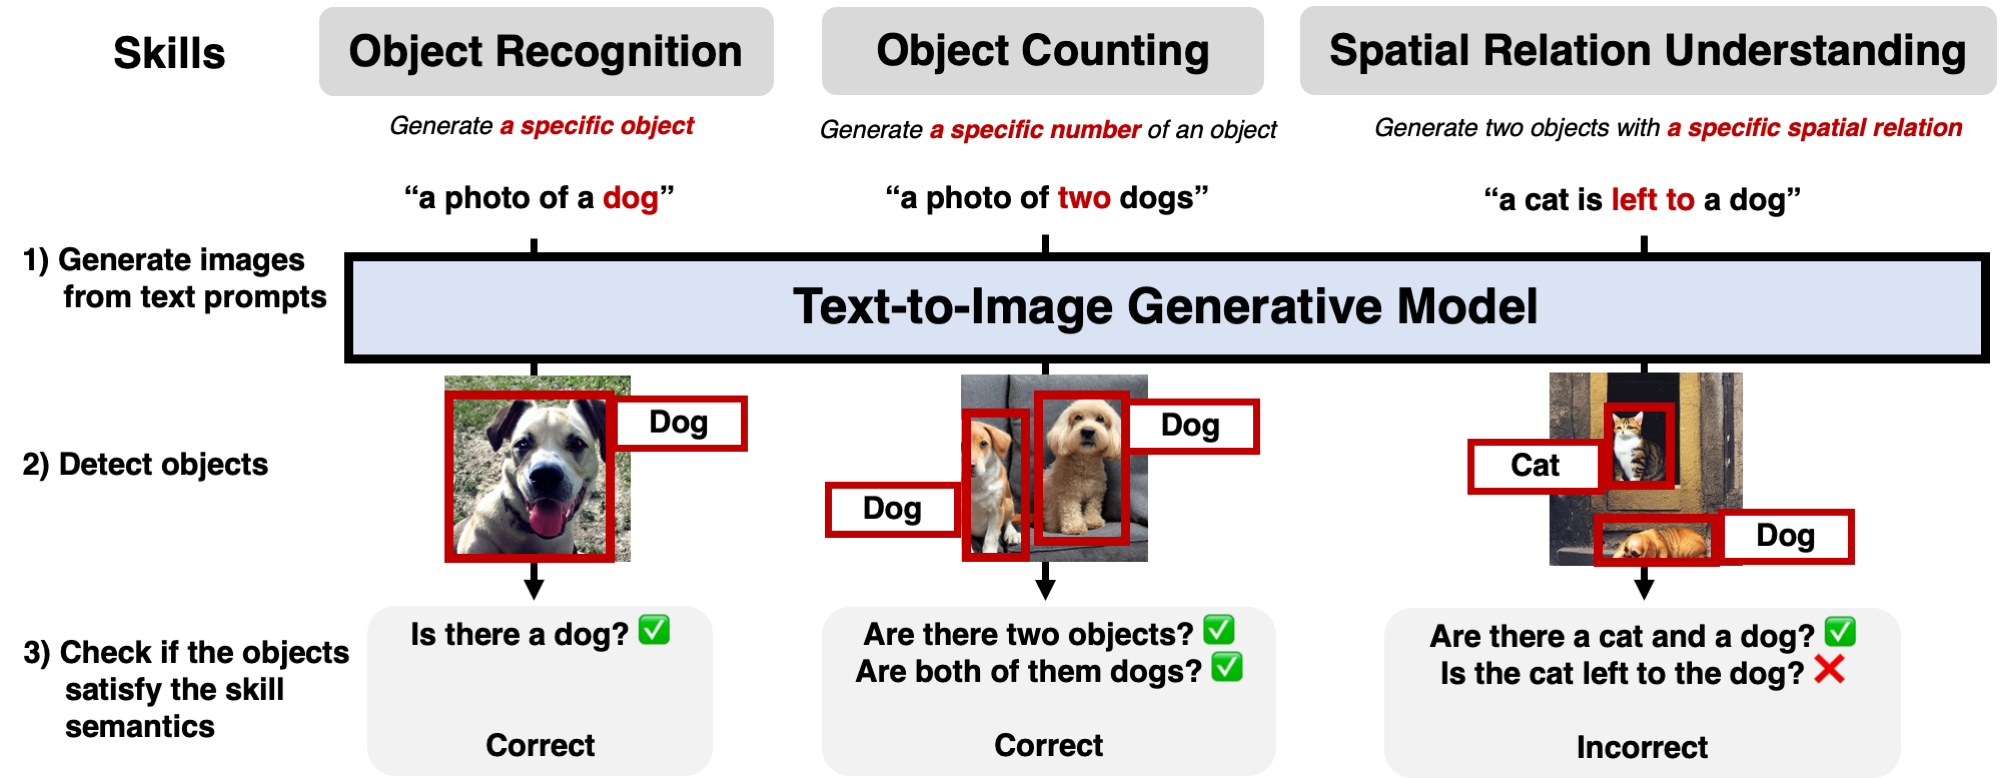 Skills
Object Recognition
Object Counting
Spatial Relation Understanding
Generate a specific object
Generate a specific number of an object
Generate two objects with a specific spatial relation
“a photo of a dog”
“a photo of two dogs”
“a cat is left to a dog”
1) Generate images
from text prompts
Text-to-Image Generative Model
2) Detect objects
Dog
Dog
Dog
Cat
Dog
3) Check if the objects
satisfy the skill
semantics
Is there a dog? ✅
Correct
Are there two objects? ✅
Are both of them dogs? ✅
Correct
Are there a cat and a dog? ✅
Is the cat left to the dog? ❌
Incorrect